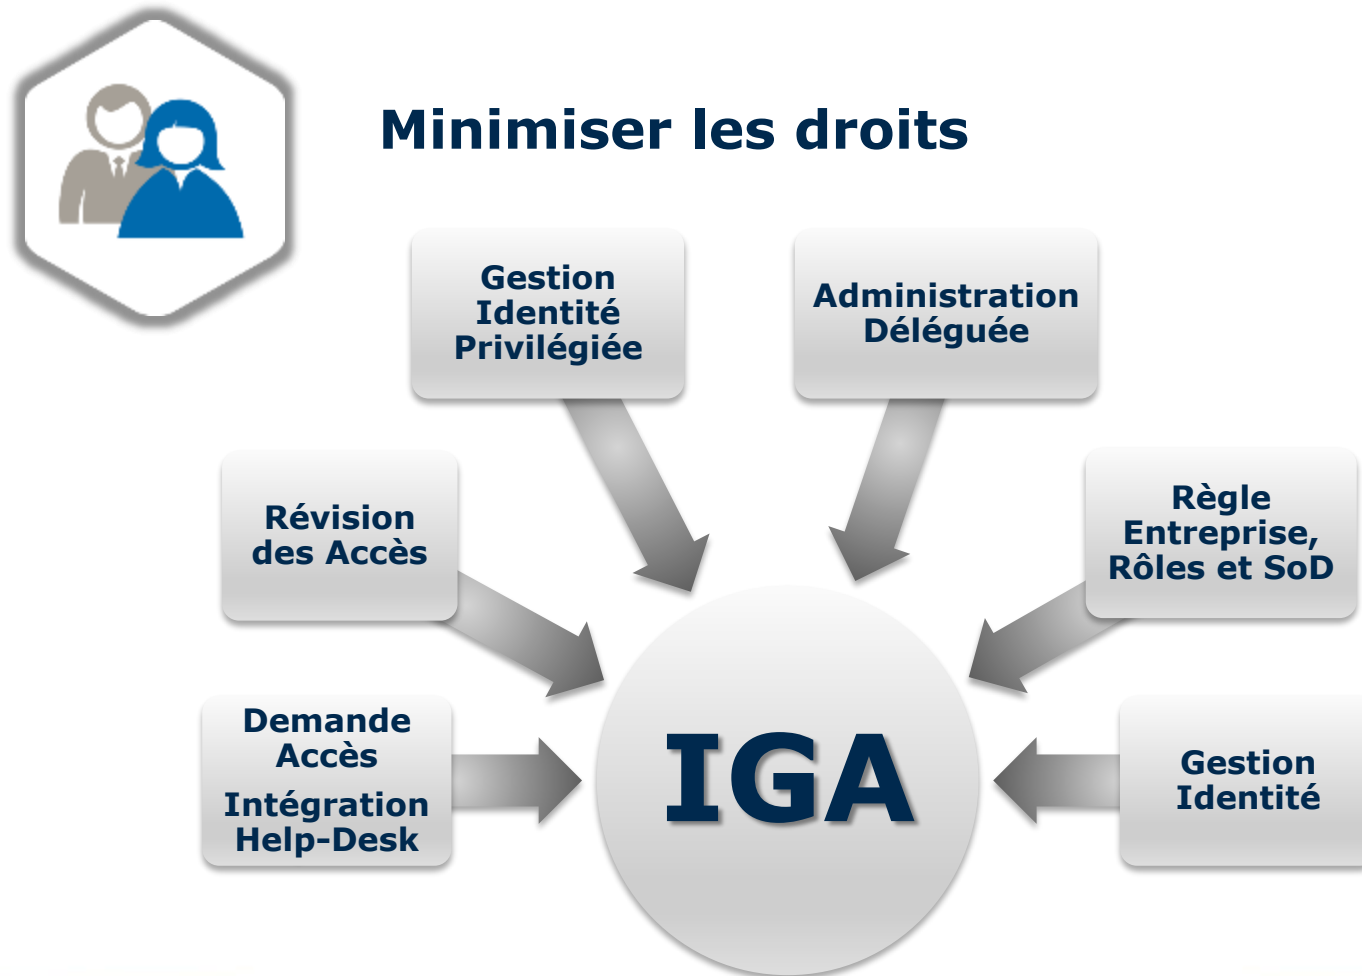 Minimiser les droits
Gestion
Identité
Privilégiée
Administration
Déléguée
Révision
des Accès
Règle
Entreprise,
Rôles et SoD
Demande
Accès
Intégration
Help-Desk
IGA
Gestion
Identité